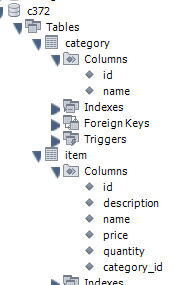 c372
Tables
category
Columns
id
name
Indexes
Foreign Keys
Triggers
item
Columns
id
description
name
price
quantity
category_id
Indexes